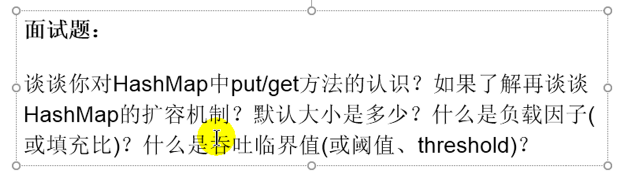 面试题：
谈谈你对HashMap中put/get方法的认识？如果了解再谈谈
HashMap的扩容机制？默认大小是多少？什么是负载因子(
或填充比)？什么是吞吐临界值(或阈值、threshold)？